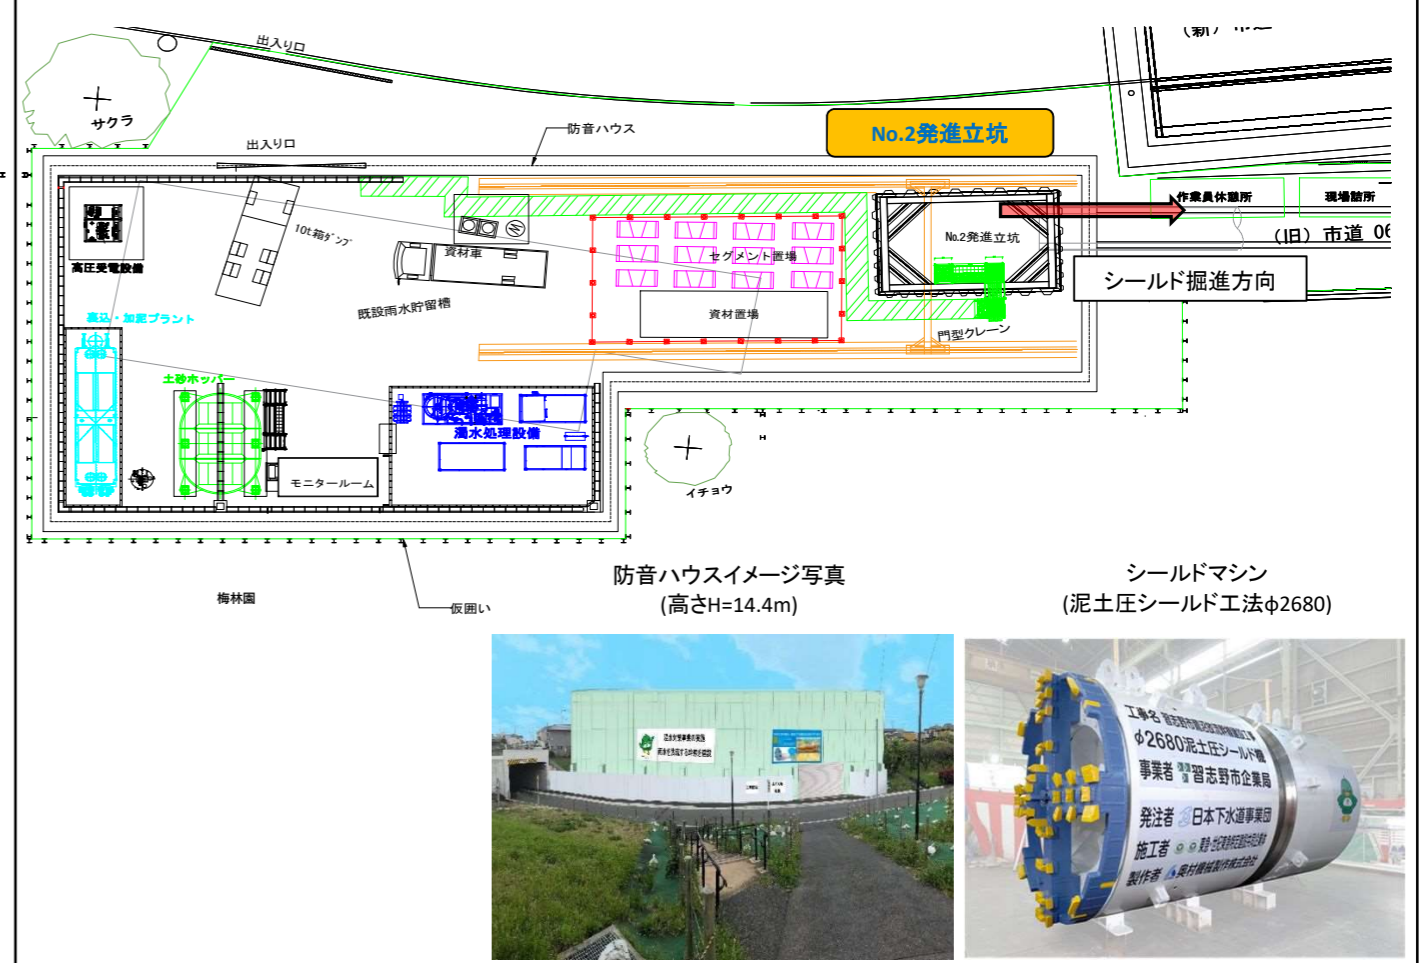 出入り口
(新) 市道
サクラ
No.2発進立坑
防音ハウス
出入り口
作業員休憩所
現場詰所
高圧受電設備
10t箱ダンプ
資材車
セグメント置場
No.2発進立坑
(旧) 市道 06
シールド掘進方向
既設雨水貯留槽
資材置場
門型クレーン
裏込・加泥プラント
土砂ホッパー
濁水処理設備
モニタールーム
イチョウ
梅林園
仮囲い
防音ハウスイメージ写真
(高さH=14.4m)
シールドマシン
(泥土圧シールド工法φ2680)
工事名
φ2680泥土圧シールド機
事業者 習志野市企業局
発注者 日本下水道事業団
施工者
製作者 奥村機械製作株式会社